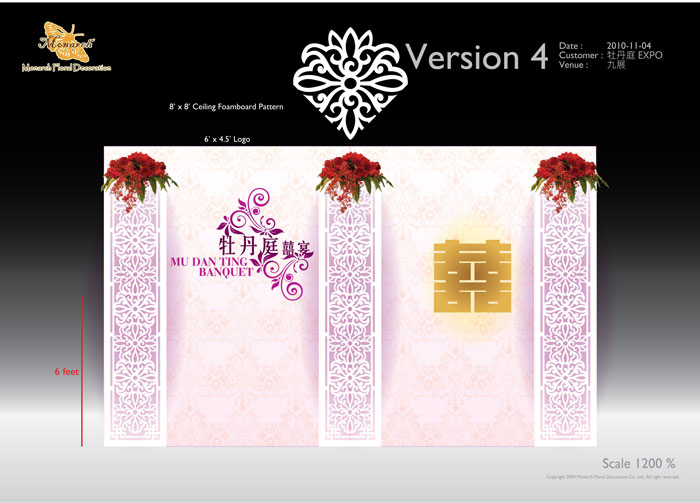 Monarch
Monarch Floral Decoration
Version 4
Date : 2010-11-04
Customer : 牡丹庭 EXPO
Venue : 九展
8' x 8' Ceiling Foamboard Pattern
6' x 4.5' Logo
牡丹庭囍宴
MU DAN TING
BANQUET
囍
6 feet
Scale 1200 %
Copyright 2009 Monarch Floral Decoration Co., Ltd. All right reserved.